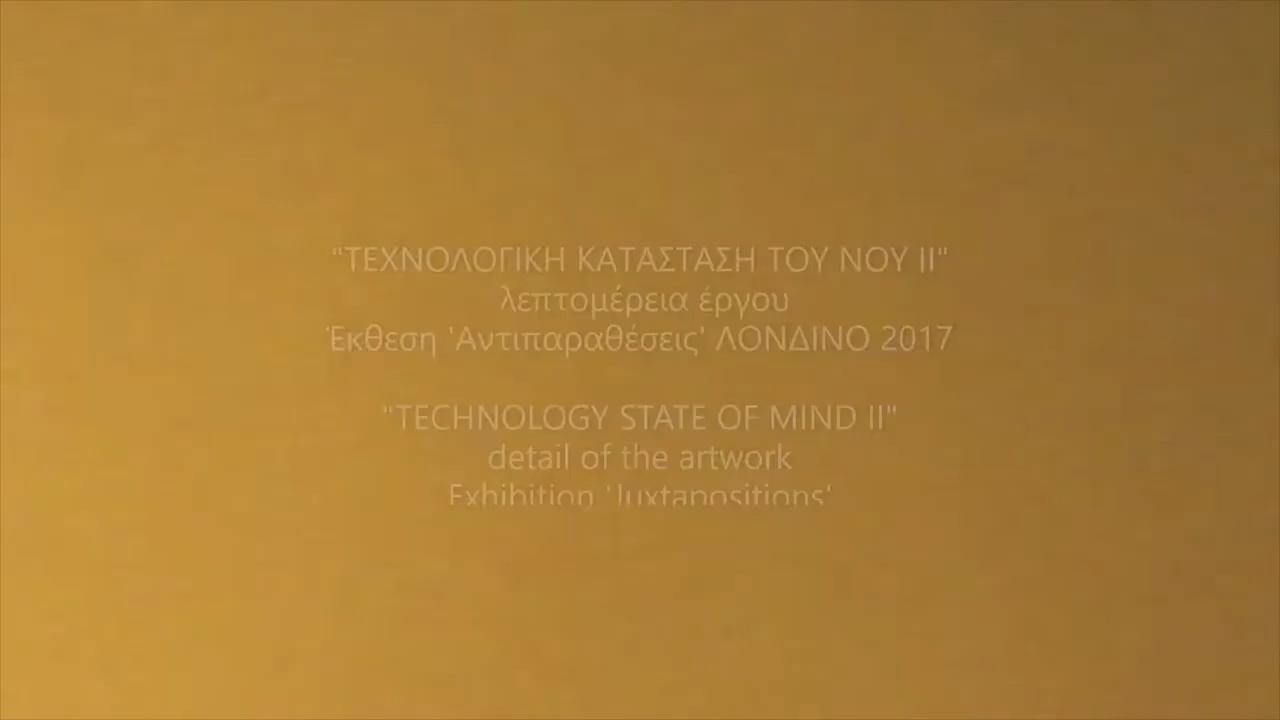 "ΤΕΧΝΟΛΟΓΙΚΗ ΚΑΤΑΣΤΑΣΗ ΤΟΥ ΝΟΥ ΙΙ"
λεπτομέρεια έργου
Έκθεση 'Αντιπαραθέσεις' ΛΟΝΔΙΝΟ 2017
"TECHNOLOGY STATE OF MIND II"
detail of the artwork
Exhibition 'Juxtapositions'